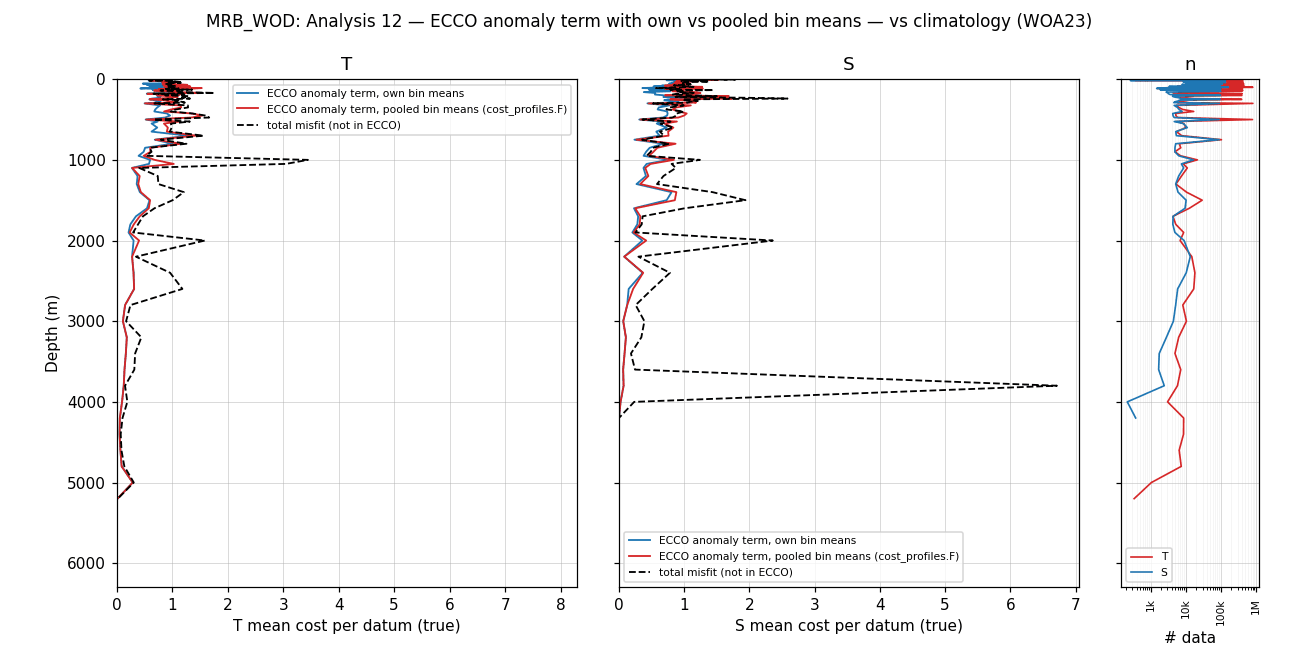 MRB_WOD: Analysis 12 — ECCO anomaly term with own vs pooled bin means — vs climatology (WOA23)
T
S
n
Depth (m)
0
1000
2000
3000
4000
5000
6000
ECCO anomaly term, own bin means
ECCO anomaly term, pooled bin means (cost_profiles.F)
total misfit (not in ECCO)
0 1 2 3 4 5 6 7 8
T mean cost per datum (true)
ECCO anomaly term, own bin means
ECCO anomaly term, pooled bin means (cost_profiles.F)
total misfit (not in ECCO)
0 1 2 3 4 5 6 7
S mean cost per datum (true)
T
S
1k 10k 100k 1M
# data